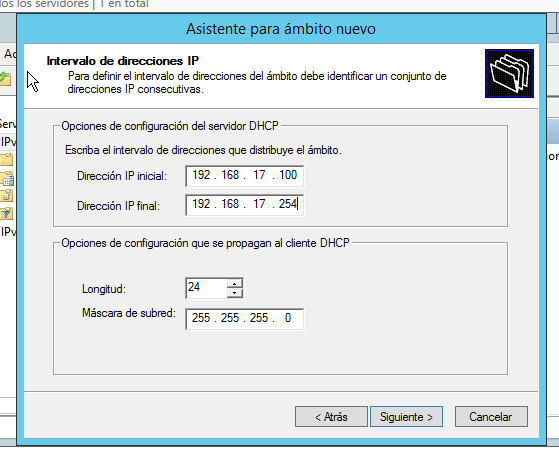 los servidores | 1 en total
Asistente para ámbito nuevo
Intervalo de direcciones IP
Para definir el intervalo de direcciones del ámbito debe identificar un conjunto de
direcciones IP consecutivas.
Ac
Serv
IPv
IPv
ion
Opciones de configuración del servidor DHCP
Escriba el intervalo de direcciones que distribuye el ámbito.
Dirección IP inicial: 192 . 168 . 17 . 100
Dirección IP final: 192 . 168 . 17 . 254
Opciones de configuración que se propagan al cliente DHCP
Longitud: 24
Máscara de subred: 255 . 255 . 255 . 0
< Atrás Siguiente > Cancelar